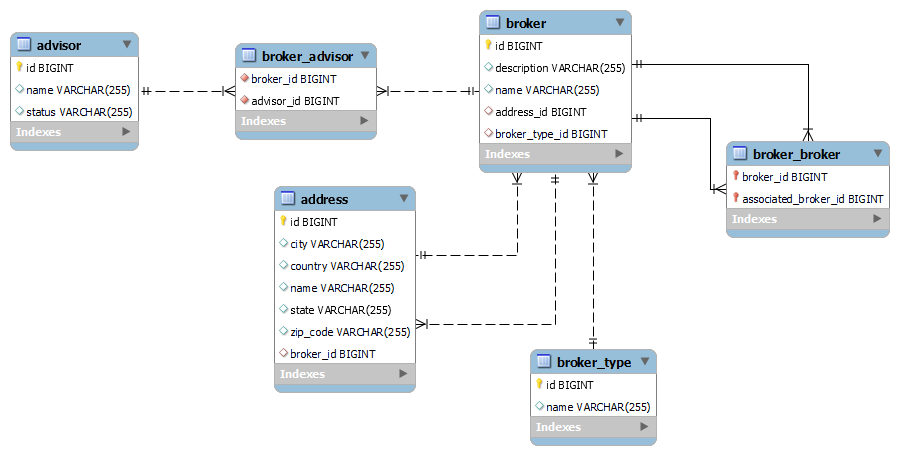 advisor
id BIGINT
name VARCHAR(255)
status VARCHAR(255)
Indexes
broker_advisor
broker_id BIGINT
advisor_id BIGINT
Indexes
broker
id BIGINT
description VARCHAR(255)
name VARCHAR(255)
address_id BIGINT
broker_type_id BIGINT
Indexes
broker_broker
broker_id BIGINT
associated_broker_id BIGINT
Indexes
address
id BIGINT
city VARCHAR(255)
country VARCHAR(255)
name VARCHAR(255)
state VARCHAR(255)
zip_code VARCHAR(255)
broker_id BIGINT
Indexes
broker_type
id BIGINT
name VARCHAR(255)
Indexes